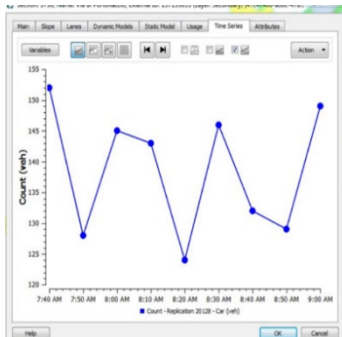 Main Slope Lanes Dynamic Models Static Model Usage Time Series Attributes
Variables Action
155
150
145
140
135
130
125
120
Count (veh)
7:40 AM 7:50 AM 8:00 AM 8:10 AM 8:20 AM 8:30 AM 8:40 AM 8:50 AM 9:00 AM
Count - Replication 20128 - Car (veh)
Help OK Cancel